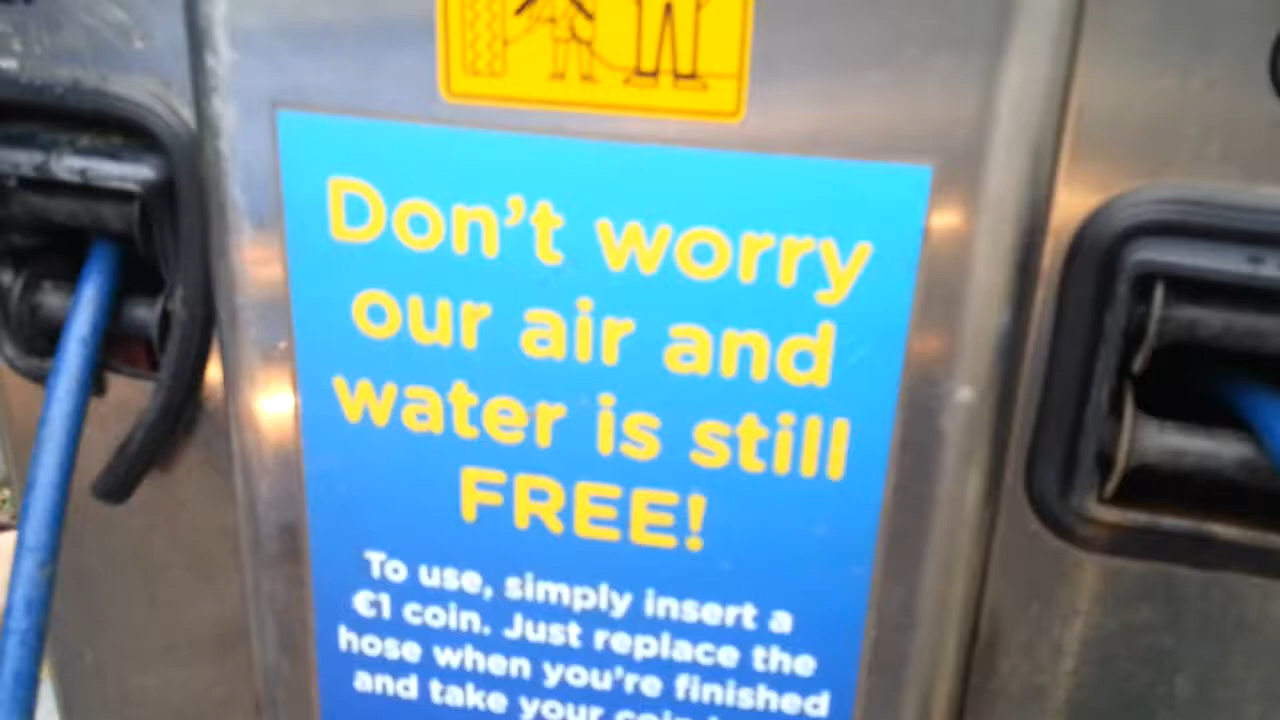 Don't worry
our air and
water is still
FREE!
To use, simply insert a
€1 coin. Just replace the
hose when you're finished
and take your coin